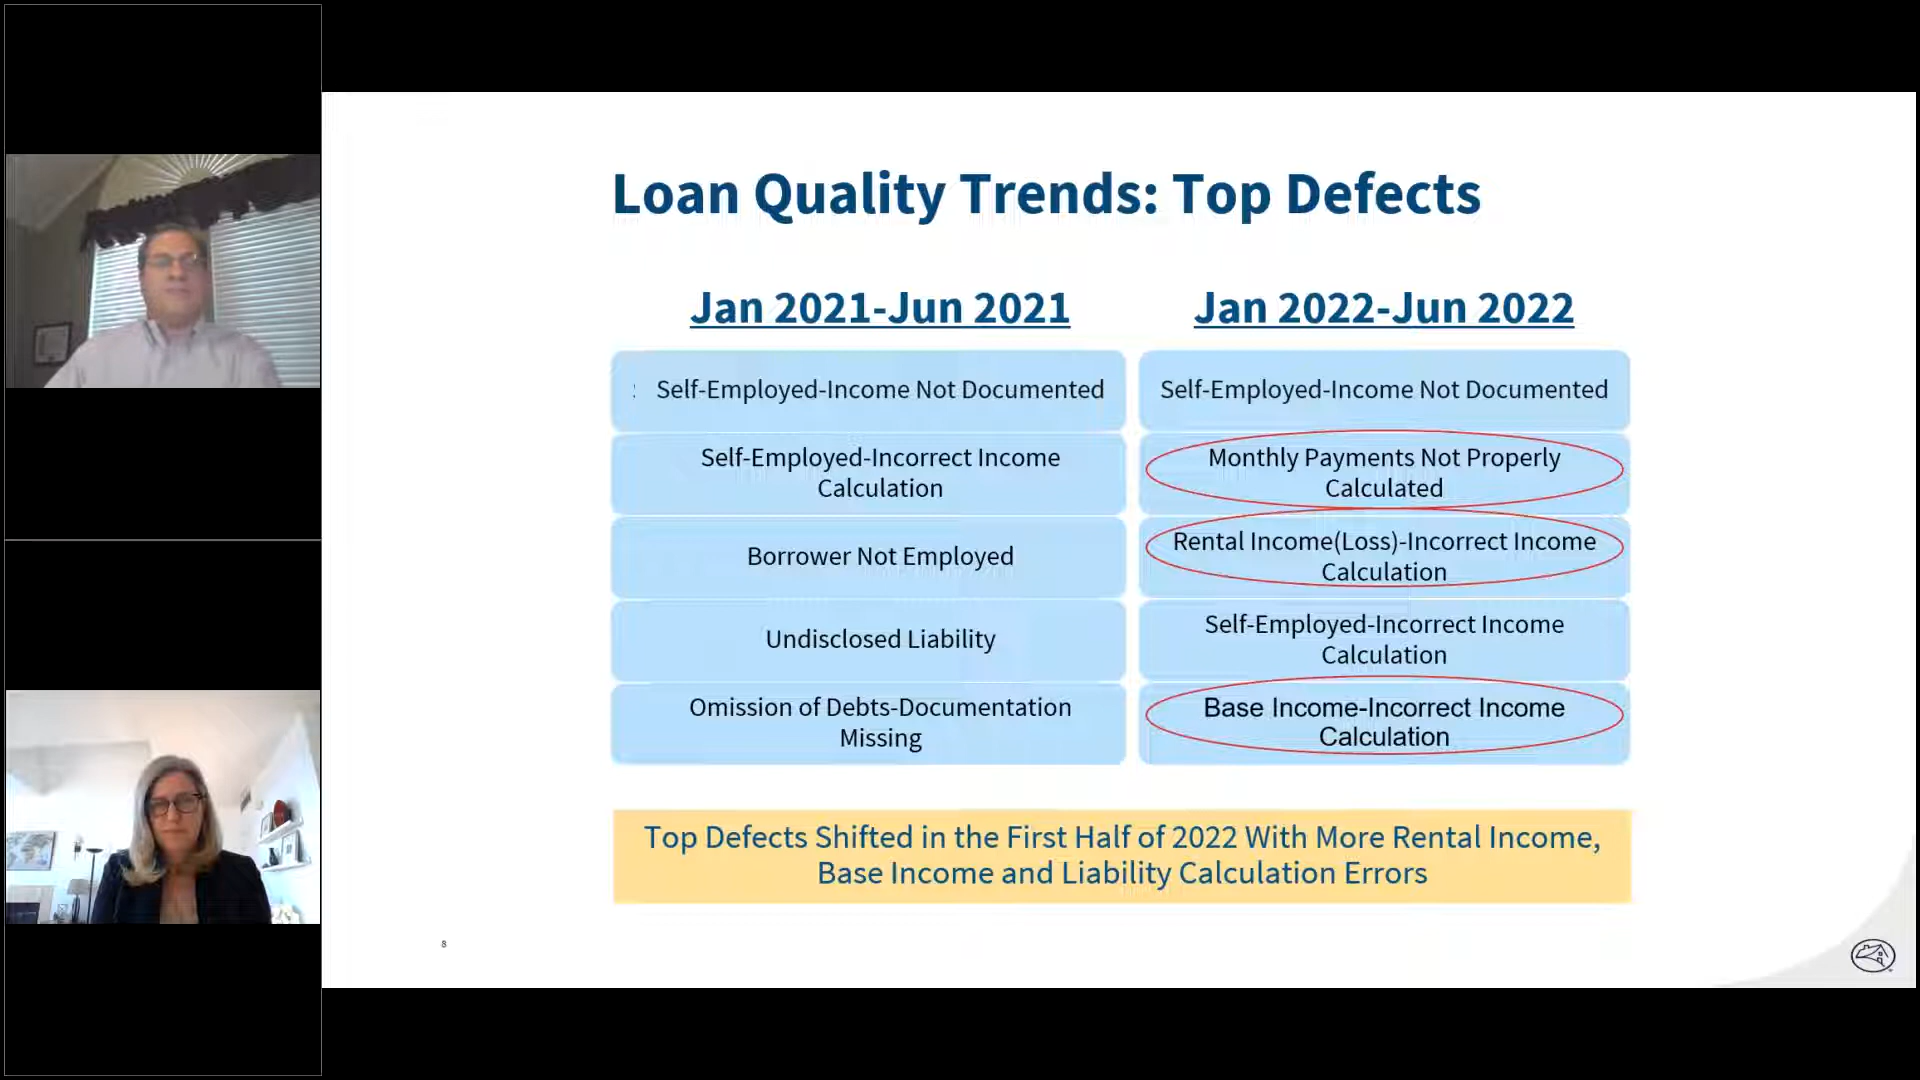 Loan Quality Trends: Top Defects
Jan 2021-Jun 2021
Self-Employed-Income Not Documented
Self-Employed-Incorrect Income
Calculation
Borrower Not Employed
Undisclosed Liability
Omission of Debts-Documentation
Missing
Jan 2022-Jun 2022
Self-Employed-Income Not Documented
Monthly Payments Not Properly
Calculated
Rental Income(Loss)-Incorrect Income
Calculation
Self-Employed-Incorrect Income
Calculation
Base Income-Incorrect Income
Calculation
Top Defects Shifted in the First Half of 2022 With More Rental Income,
Base Income and Liability Calculation Errors
8